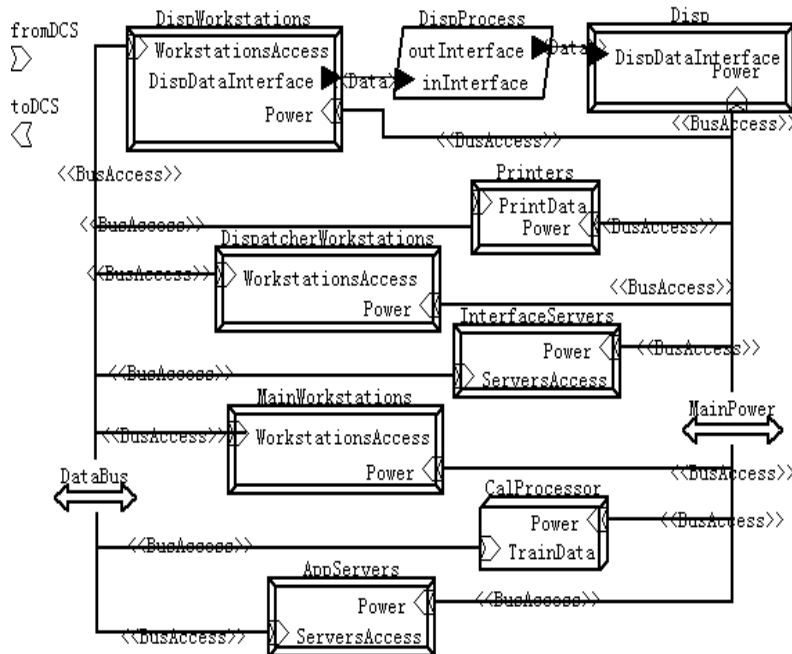 DispWorkstations
DispProcess
Disp
fromDCS
WorkstationsAccess
outInterface
<<Data>>
DispDataInterface
DispDataInterface
<<Data>>
inInterface
Power
toDCS
Power
<<BusAccess>>
<<BusAccess>>
<<BusAccess>>
Printers
PrintData
<<BusAccess>>
Power
<<BusAccess>>
DispatcherWorkstations
<<BusAccess>>
WorkstationsAccess
<<BusAccess>>
Power
InterfaceServers
Power
<<BusAccess>>
<<BusAccess>>
ServersAccess
MainWorkstations
MainPower
<<BusAccess>>
WorkstationsAccess
Power
<<BusAccess>>
DataBus
CalProcessor
Power
<<BusAccess>>
<<BusAccess>>
TrainData
AppServers
Power
<<BusAccess>>
<<BusAccess>>
ServersAccess